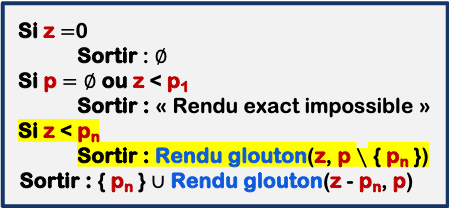 Si z =0
Sortir : ∅
Si p = ∅ ou z < p₁
Sortir : « Rendu exact impossible »
Si z < pₙ
Sortir : Rendu glouton(z, p \ { pₙ })
Sortir : { pₙ } ∪ Rendu glouton(z - pₙ, p)